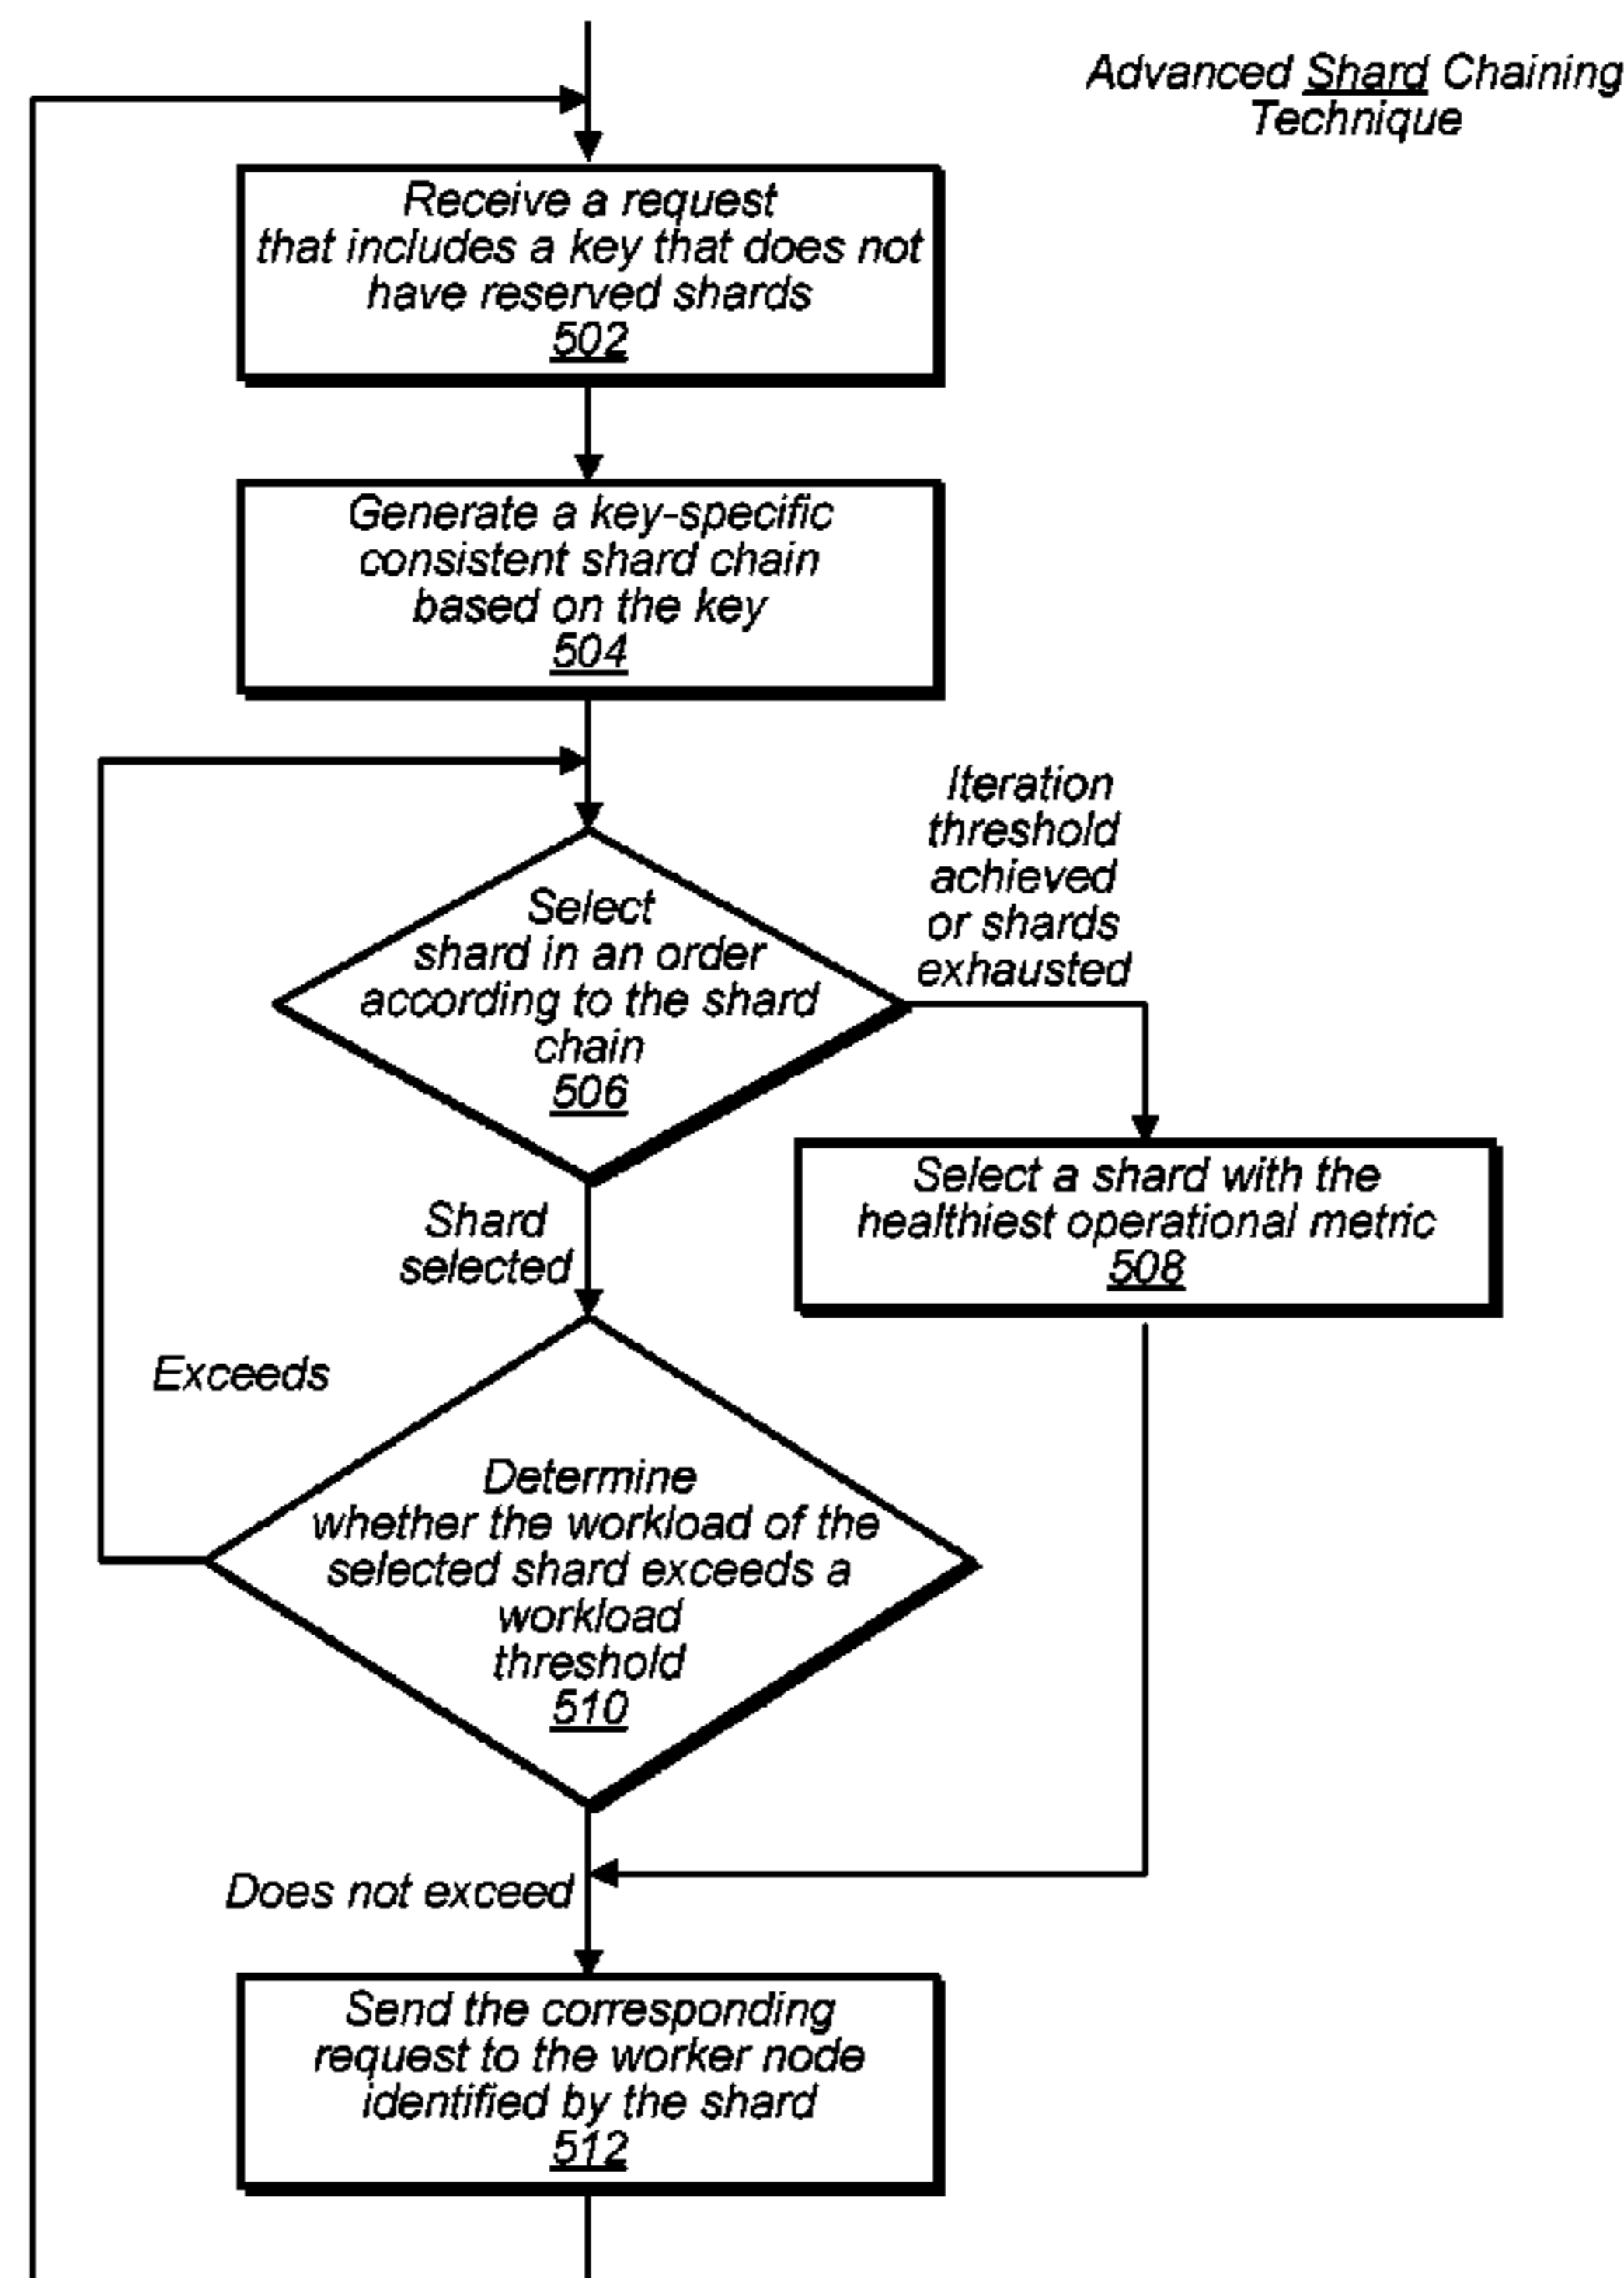 Advanced Shard Chaining
Technique
Receive a request
that includes a key that does not
have reserved shards
502
Generate a key-specific
consistent shard chain
based on the key
504
Iteration
threshold
achieved
or shards
exhausted
Select
shard in an order
according to the shard
chain
506
Select a shard with the
healthiest operational metric
508
Shard
selected
Exceeds
Determine
whether the workload of the
selected shard exceeds a
workload
threshold
510
Does not exceed
Send the corresponding
request to the worker node
identified by the shard
512